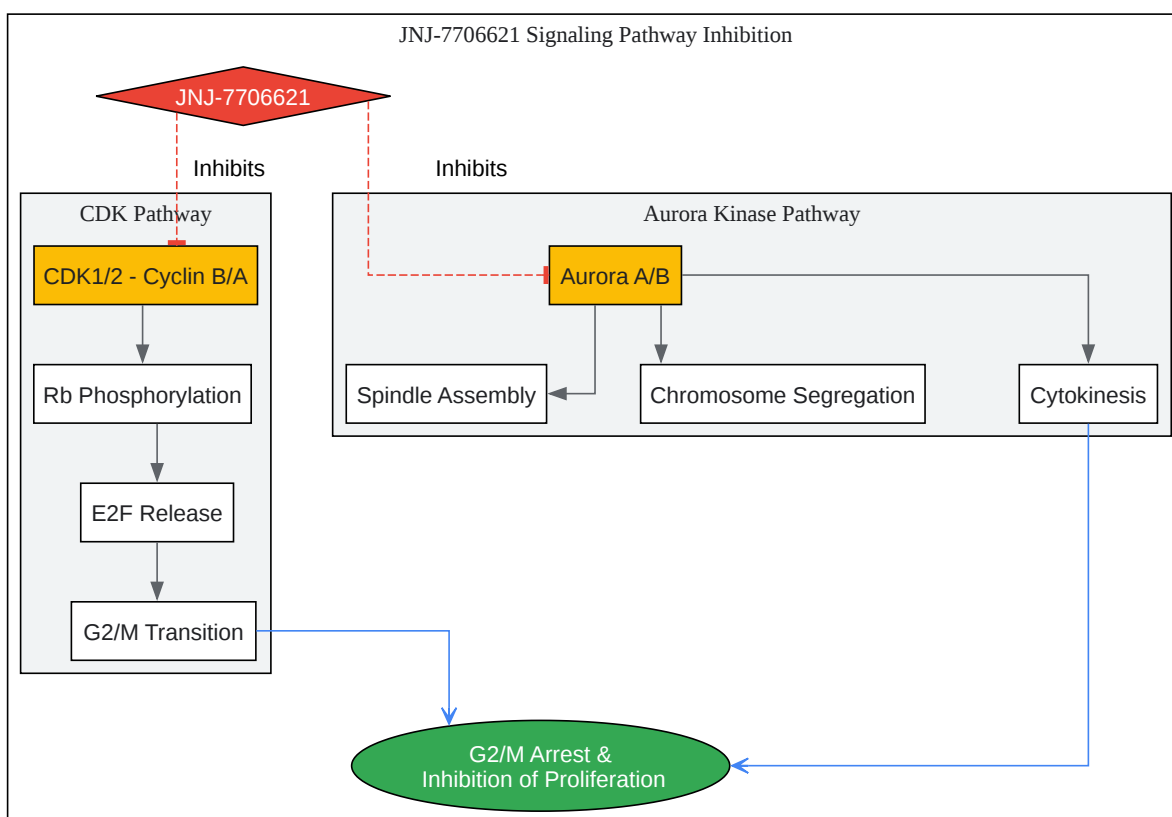 JNJ-7706621 Signaling Pathway Inhibition
JNJ-7706621
Inhibits
Inhibits
CDK Pathway
Aurora Kinase Pathway
CDK1/2 - Cyclin B/A
Aurora A/B
Rb Phosphorylation
Spindle Assembly
Chromosome Segregation
Cytokinesis
E2F Release
G2/M Transition
G2/M Arrest &
Inhibition of Proliferation